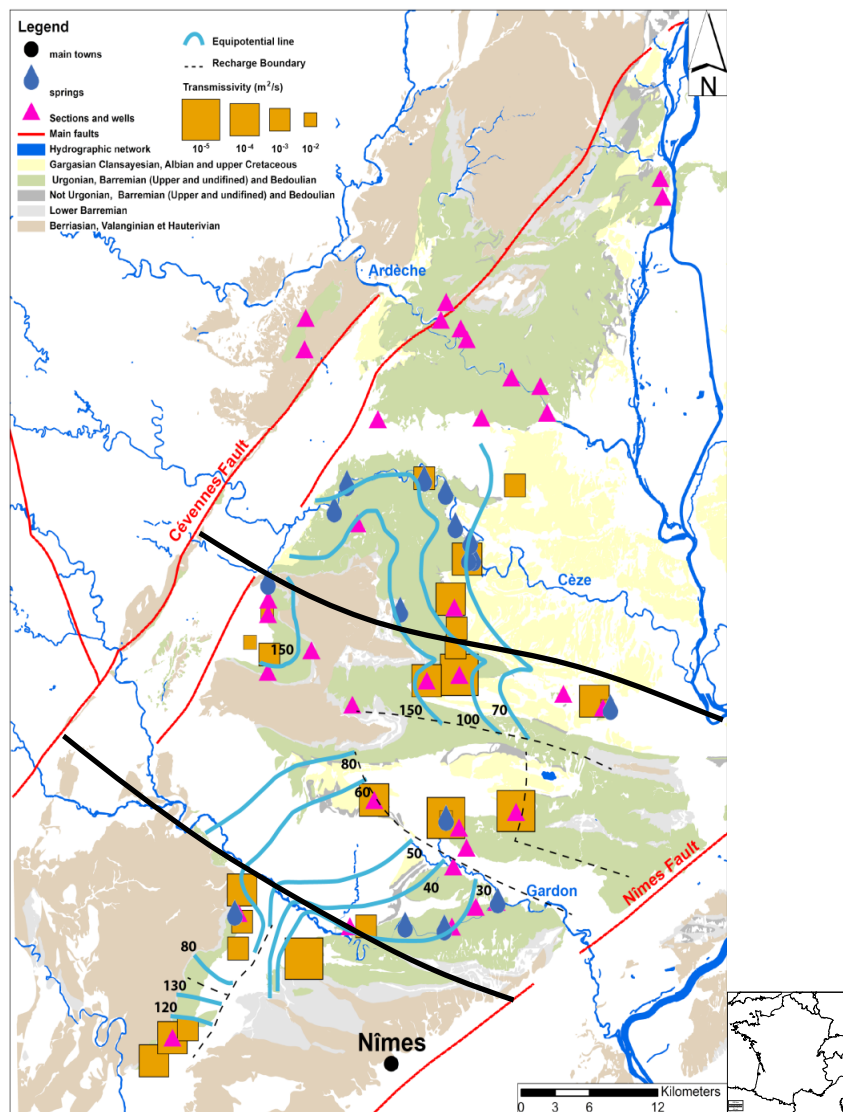 Legend
main towns
springs
Sections and wells
Main faults
Hydrographic network
Gargasian Clansayesian, Albian and upper Cretaceous
Urgonian, Barremian (Upper and undifined) and Bedoulian
Not Urgonian, Barremian (Upper and undifined) and Bedoulian
Lower Barremian
Berriasian, Valanginian et Hauterivian
Equipotential line
Recharge Boundary
Transmissivity (m²/s)
10⁻⁵ 10⁻⁴ 10⁻³ 10⁻²
N
Ardèche
Cévennes Fault
Cèze
150
150
100
70
80
60
50
40
30
Gardon
Nîmes Fault
80
130
120
Nîmes
Kilometers
0 3 6 12